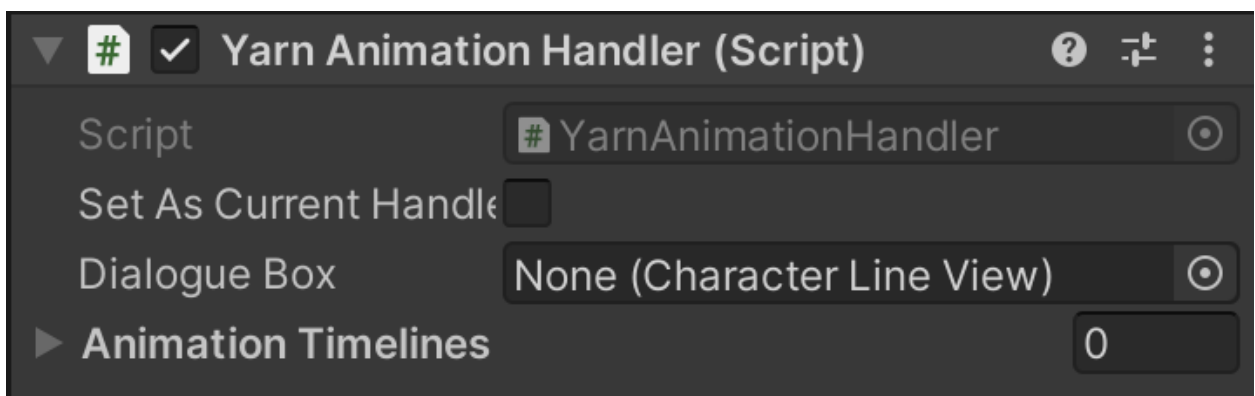 # Yarn Animation Handler (Script) ?
Script # YarnAnimationHandler
Set As Current Handle
Dialogue Box None (Character Line View)
Animation Timelines 0